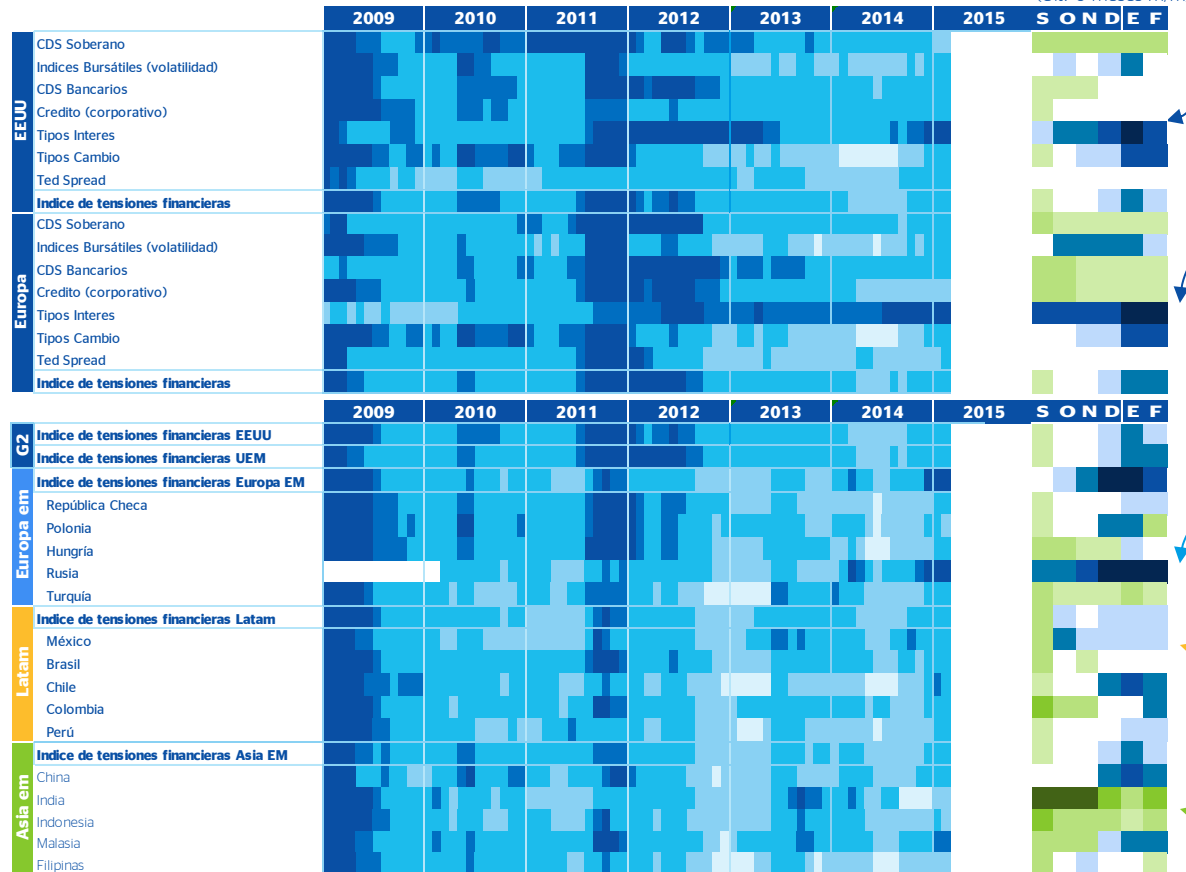 2009 2010 2011 2012 2013 2014 2015 S O N D E F
EEUU
CDS Soberano
Indices Bursátiles (volatilidad)
CDS Bancarios
Credito (corporativo)
Tipos Interes
Tipos Cambio
Ted Spread
Indice de tensiones financieras
Europa
CDS Soberano
Indices Bursátiles (volatilidad)
CDS Bancarios
Credito (corporativo)
Tipos Interes
Tipos Cambio
Ted Spread
Indice de tensiones financieras
2009 2010 2011 2012 2013 2014 2015 S O N D E F
G2
Indice de tensiones financieras EEUU
Indice de tensiones financieras UEM
Europa em
Indice de tensiones financieras Europa EM
República Checa
Polonia
Hungría
Rusia
Turquía
Latam
Indice de tensiones financieras Latam
México
Brasil
Chile
Colombia
Perú
Asia em
Indice de tensiones financieras Asia EM
China
India
Indonesia
Malasia
Filipinas